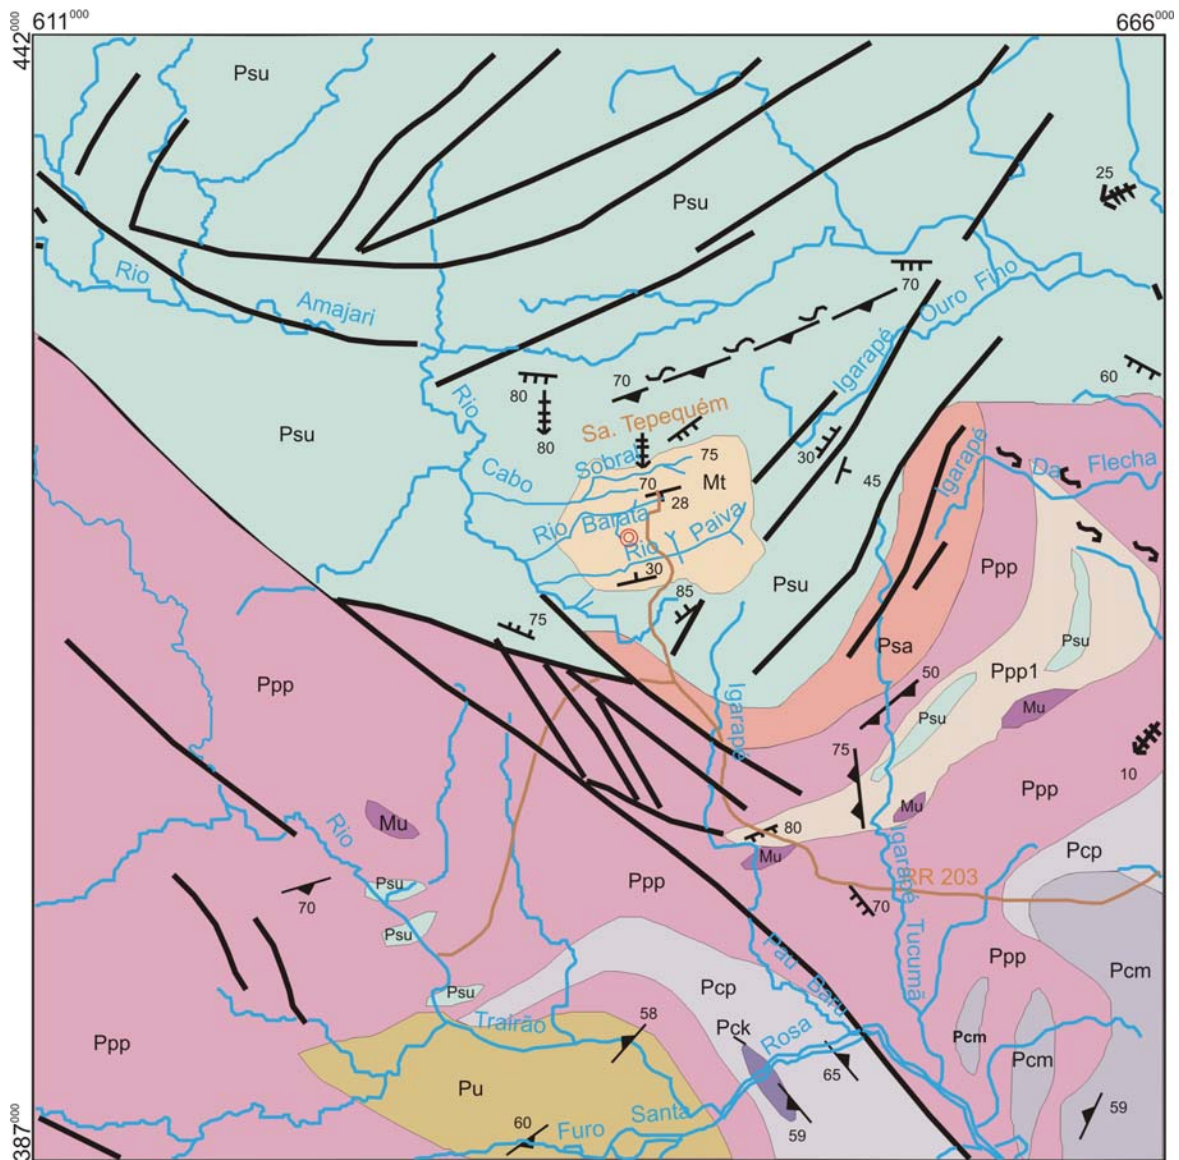 611000
666000
442000
Psu
25
Psu
Rio
Amajari
70
Igarapé
Ouro Fino
60
70
80
Rio
Sa. Tepequém
Psu
80
75
30
Cabo
Sobral
Mt
45
70
28
Igarapé
Da
Flecha
Rio
Barata
Rio
Paiva
30
Psu
Ppp
85
75
Psa
Psu
Ppp1
Ppp
50
Psu
Mu
Igarapé
75
10
Ppp
Mu
Mu
Rio
80
Mu
Pcp
Igarapé
Tucumã
RR 203
Psu
Ppp
70
70
Psu
Pau
Baru
Ppp
Pcm
Pcp
Psu
58
Trairão
Pck
Rosa
Pcm
Ppp
Pcm
65
Pu
59
Santa
60
Furo
59
387000